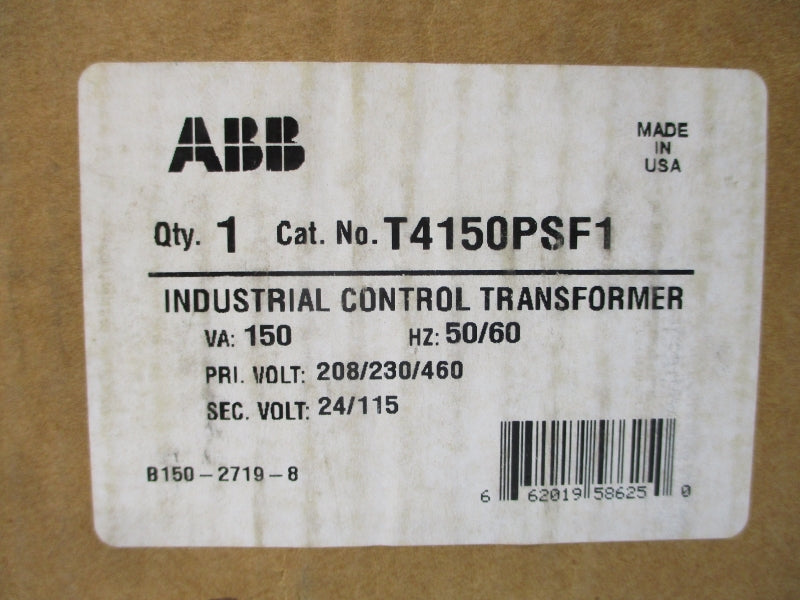 ABB
MADE
IN
USA
Qty. 1 Cat. No. T4150PSF1
INDUSTRIAL CONTROL TRANSFORMER
VA: 150 HZ: 50/60
PRI. VOLT: 208/230/460
SEC. VOLT: 24/115
B150-2719-8
6 62019 58625 0